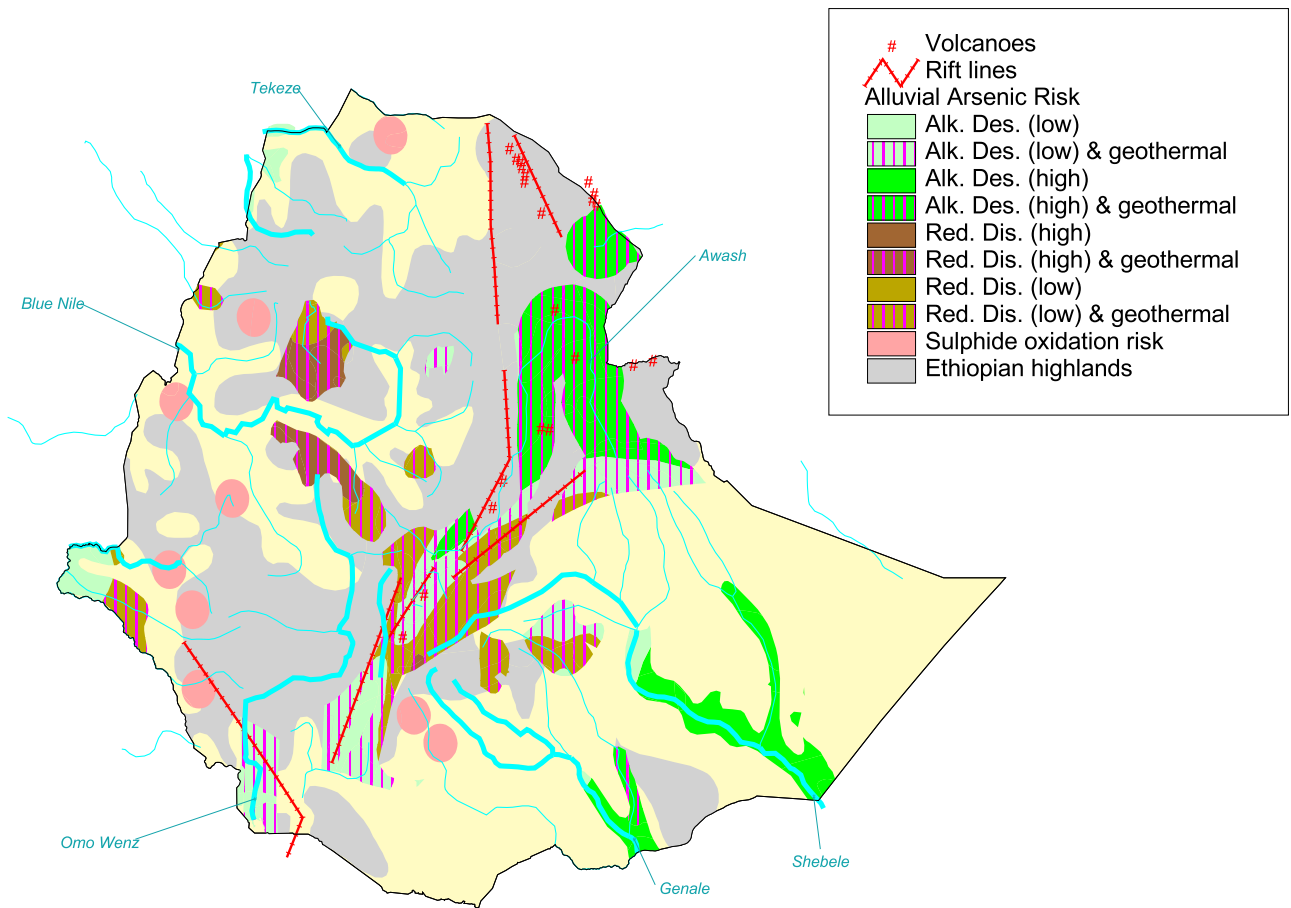 Volcanoes
Rift lines
Alluvial Arsenic Risk
Alk. Des. (low)
Alk. Des. (low) & geothermal
Alk. Des. (high)
Alk. Des. (high) & geothermal
Red. Dis. (high)
Red. Dis. (high) & geothermal
Red. Dis. (low)
Red. Dis. (low) & geothermal
Sulphide oxidation risk
Ethiopian highlands
Tekeze
Awash
Blue Nile
Omo Wenz
Shebele
Genale